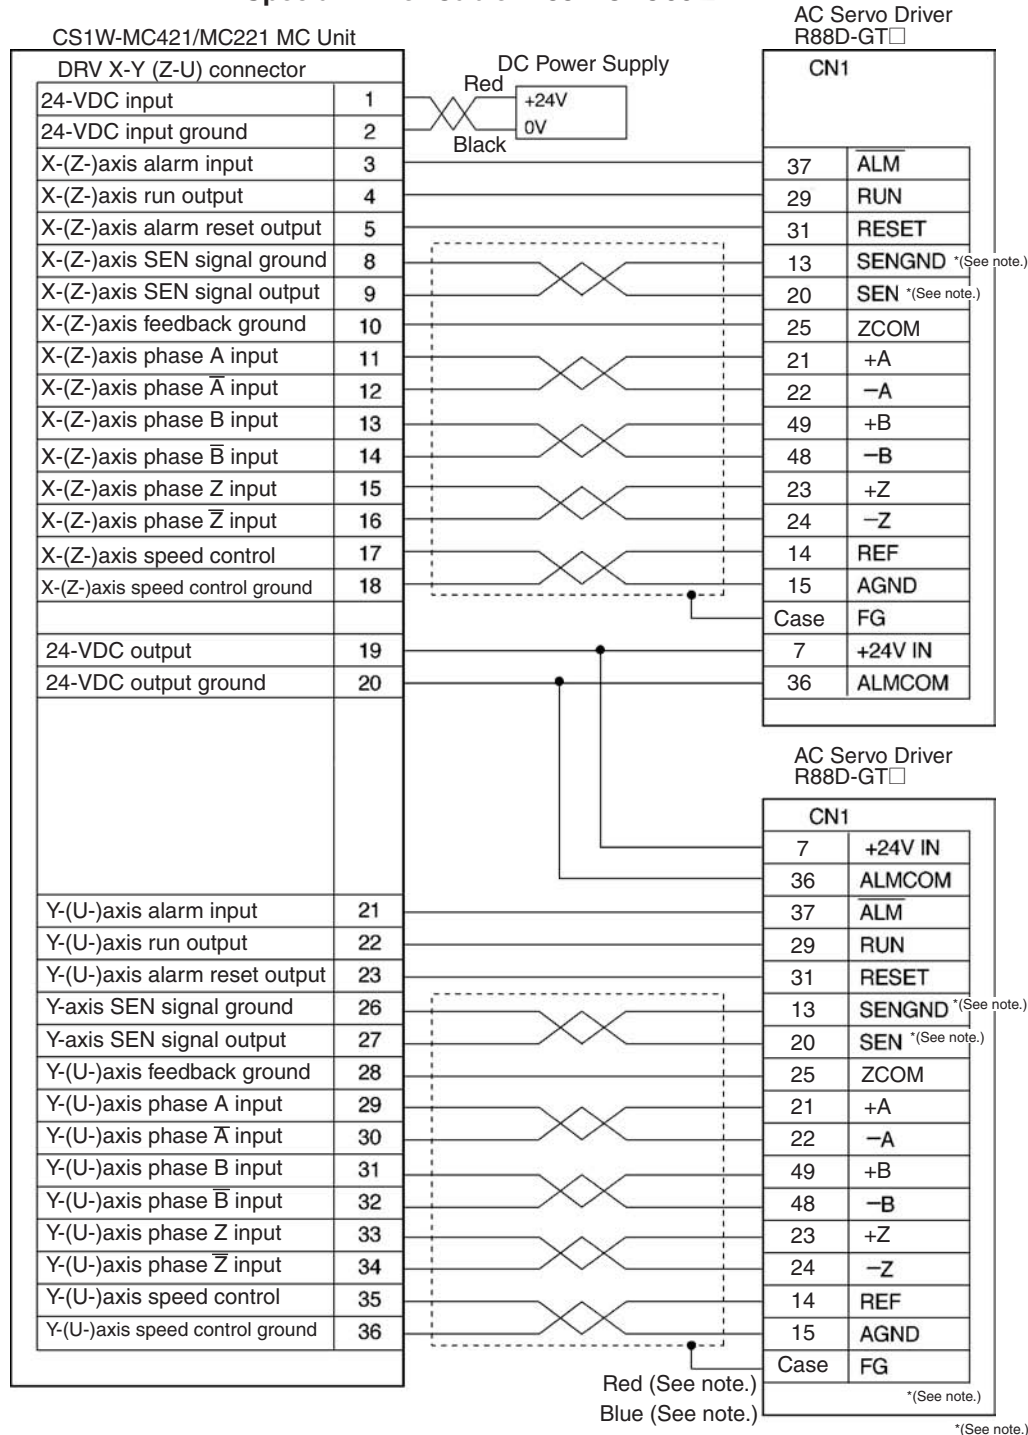 AC Servo Driver
R88D-GT□
CS1W-MC421/MC221 MC Unit
DRV X-Y (Z-U) connector
DC Power Supply
CN1
24-VDC input 1 Red +24V
24-VDC input ground 2 0V
Black
X-(Z-)axis alarm input 3 37 A̅L̅M̅
X-(Z-)axis run output 4 29 RUN
X-(Z-)axis alarm reset output 5 31 RESET
X-(Z-)axis SEN signal ground 8 13 SENGND *(See note.)
X-(Z-)axis SEN signal output 9 20 SEN *(See note.)
X-(Z-)axis feedback ground 10 25 ZCOM
X-(Z-)axis phase A input 11 21 +A
X-(Z-)axis phase A̅ input 12 22 −A
X-(Z-)axis phase B input 13 49 +B
X-(Z-)axis phase B̅ input 14 48 −B
X-(Z-)axis phase Z input 15 23 +Z
X-(Z-)axis phase Z̅ input 16 24 −Z
X-(Z-)axis speed control 17 14 REF
X-(Z-)axis speed control ground 18 15 AGND
Case FG
24-VDC output 19 7 +24V IN
24-VDC output ground 20 36 ALMCOM
AC Servo Driver
R88D-GT□
CN1
7 +24V IN
36 ALMCOM
Y-(U-)axis alarm input 21 37 A̅L̅M̅
Y-(U-)axis run output 22 29 RUN
Y-(U-)axis alarm reset output 23 31 RESET
Y-axis SEN signal ground 26 13 SENGND *(See note.)
Y-axis SEN signal output 27 20 SEN *(See note.)
Y-(U-)axis feedback ground 28 25 ZCOM
Y-(U-)axis phase A input 29 21 +A
Y-(U-)axis phase A̅ input 30 22 −A
Y-(U-)axis phase B input 31 49 +B
Y-(U-)axis phase B̅ input 32 48 −B
Y-(U-)axis phase Z input 33 23 +Z
Y-(U-)axis phase Z̅ input 34 24 −Z
Y-(U-)axis speed control 35 14 REF
Y-(U-)axis speed control ground 36 15 AGND
Case FG
Red (See note.) *(See note.)
Blue (See note.) *(See note.)